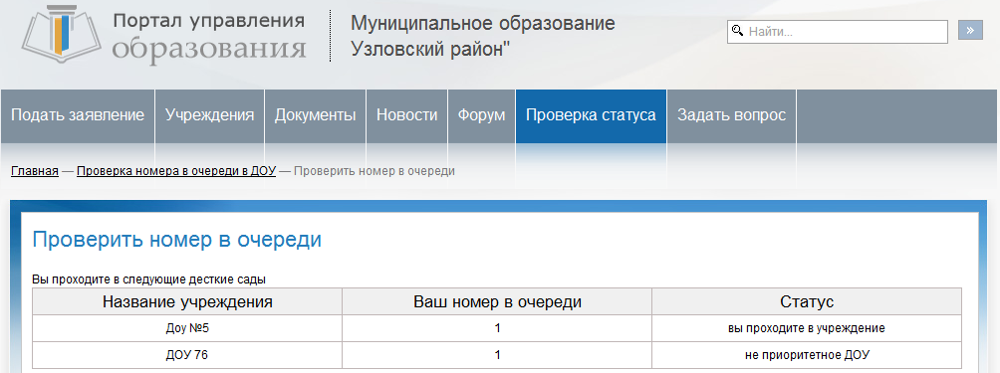 Портал управления
образования
Муниципальное образование
Узловский район"
Найти...
»
Подать заявление Учреждения Документы Новости Форум Проверка статуса Задать вопрос
Главная — Проверка номера в очереди в ДОУ — Проверить номер в очереди
Проверить номер в очереди
Вы проходите в следующие десткие сады
Название учреждения Ваш номер в очереди Статус
Доу №5 1 вы проходите в учреждение
ДОУ 76 1 не приоритетное ДОУ